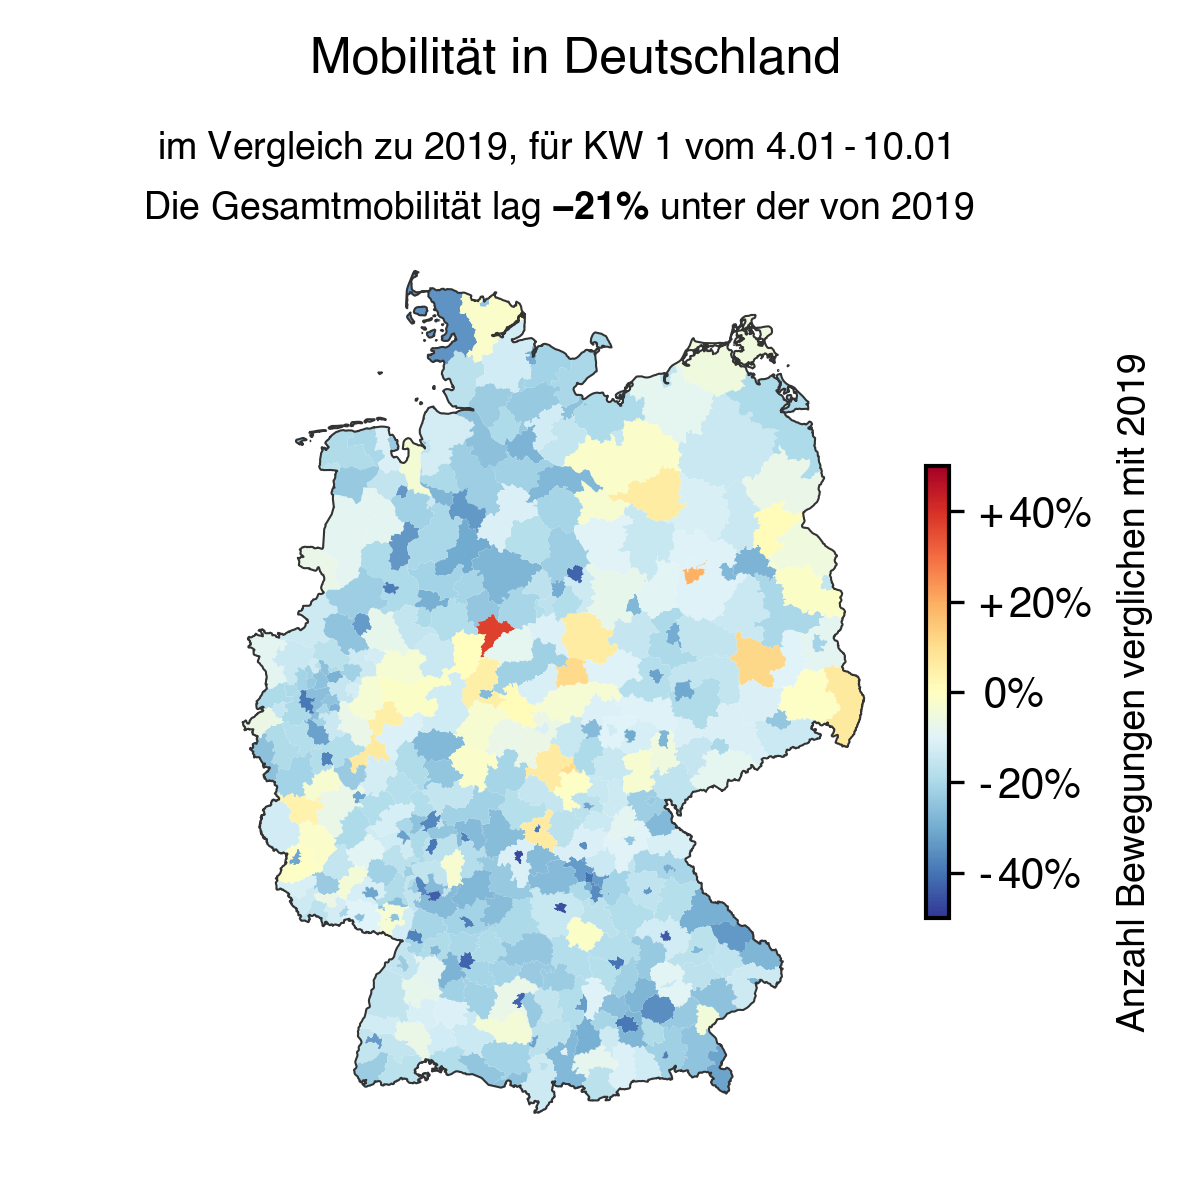 Mobilität in Deutschland
im Vergleich zu 2019, für KW 1 vom 4.01 - 10.01
Die Gesamtmobilität lag –21% unter der von 2019
+40%
+20%
0%
-20%
-40%
Anzahl Bewegungen verglichen mit 2019